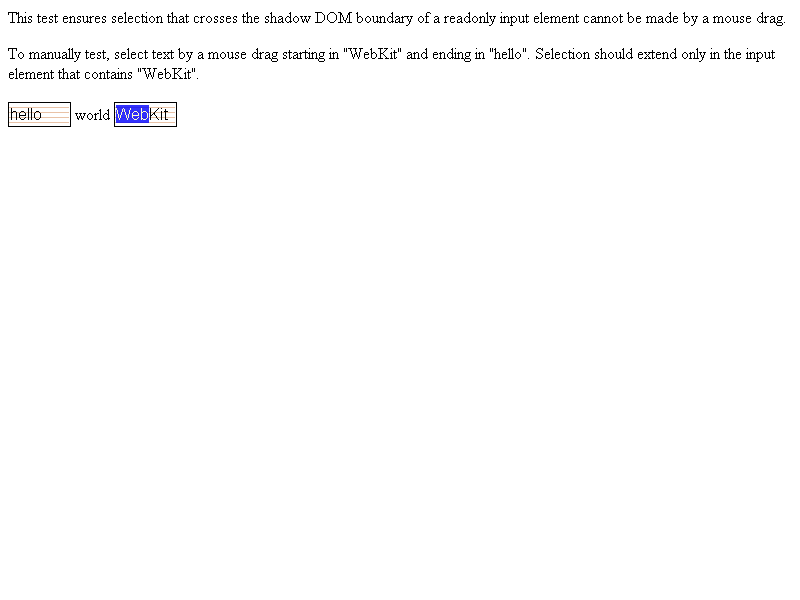 This test ensures selection that crosses the shadow DOM boundary of a readonly input element cannot be made by a mouse drag.
To manually test, select text by a mouse drag starting in "WebKit" and ending in "hello". Selection should extend only in the input
element that contains "WebKit".
hello world WebKit